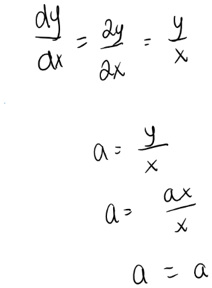 dy/dx = 2y/2x = y/x
a = y/x
a = ax/x
a = a